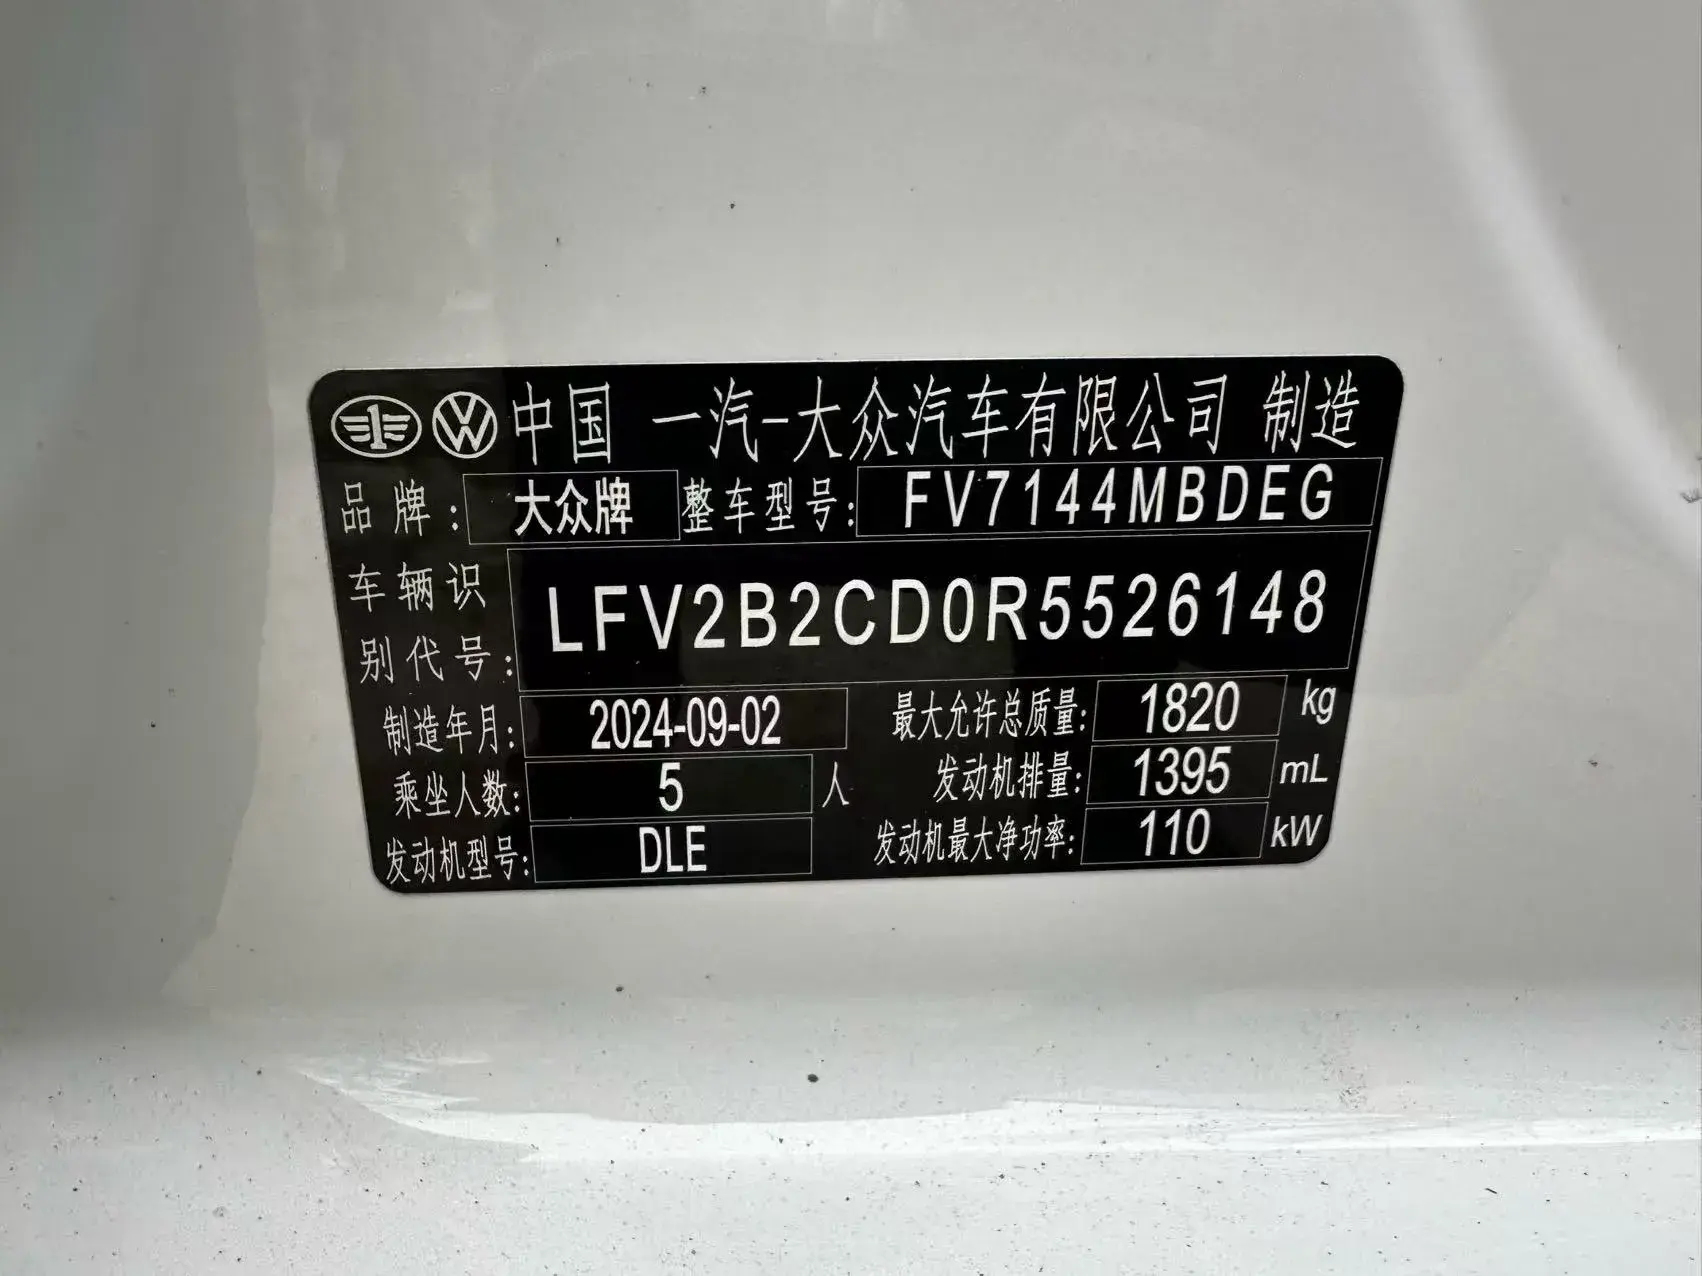 中国 一汽-大众汽车有限公司 制造
品牌: 大众牌 整车型号: FV7144MBDEG
车辆识
别代号: LFV2B2CD0R5526148
制造年月: 2024-09-02 最大允许总质量: 1820 kg
乘坐人数: 5 人 发动机排量: 1395 mL
发动机型号: DLE 发动机最大净功率: 110 kW